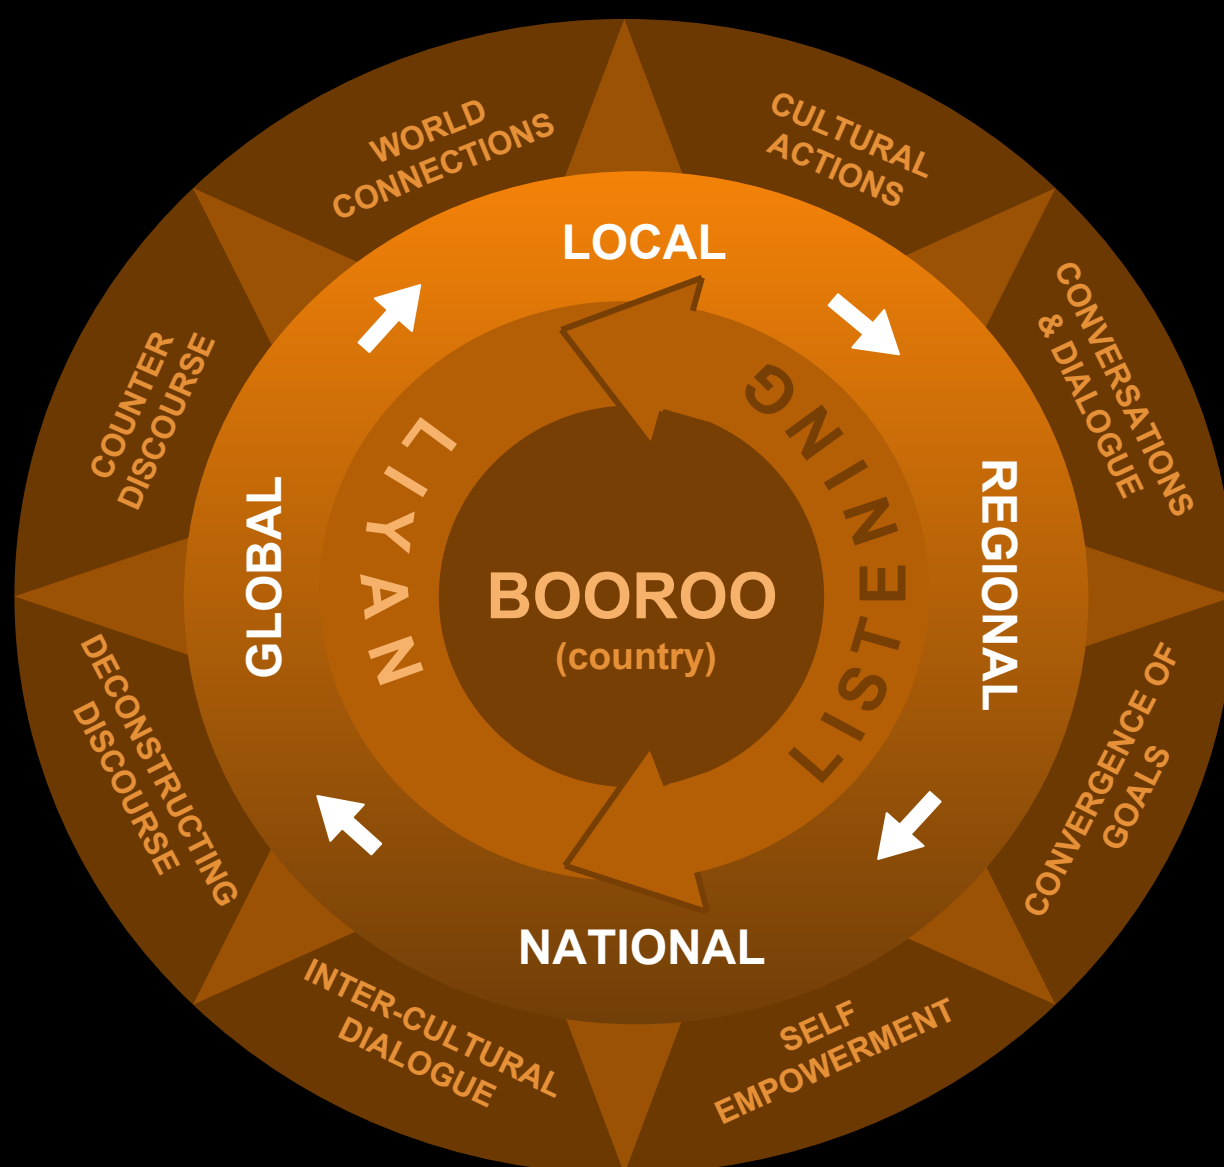 WORLD
CONNECTIONS
CULTURAL
ACTIONS
CONVERSATIONS
& DIALOGUE
CONVERGENCE OF
GOALS
SELF
EMPOWERMENT
INTER-CULTURAL
DIALOGUE
DECONSTRUCTING
DISCOURSE
COUNTER
DISCOURSE
LOCAL
REGIONAL
NATIONAL
GLOBAL
LIYAN
LISTENING
BOOROO
(country)